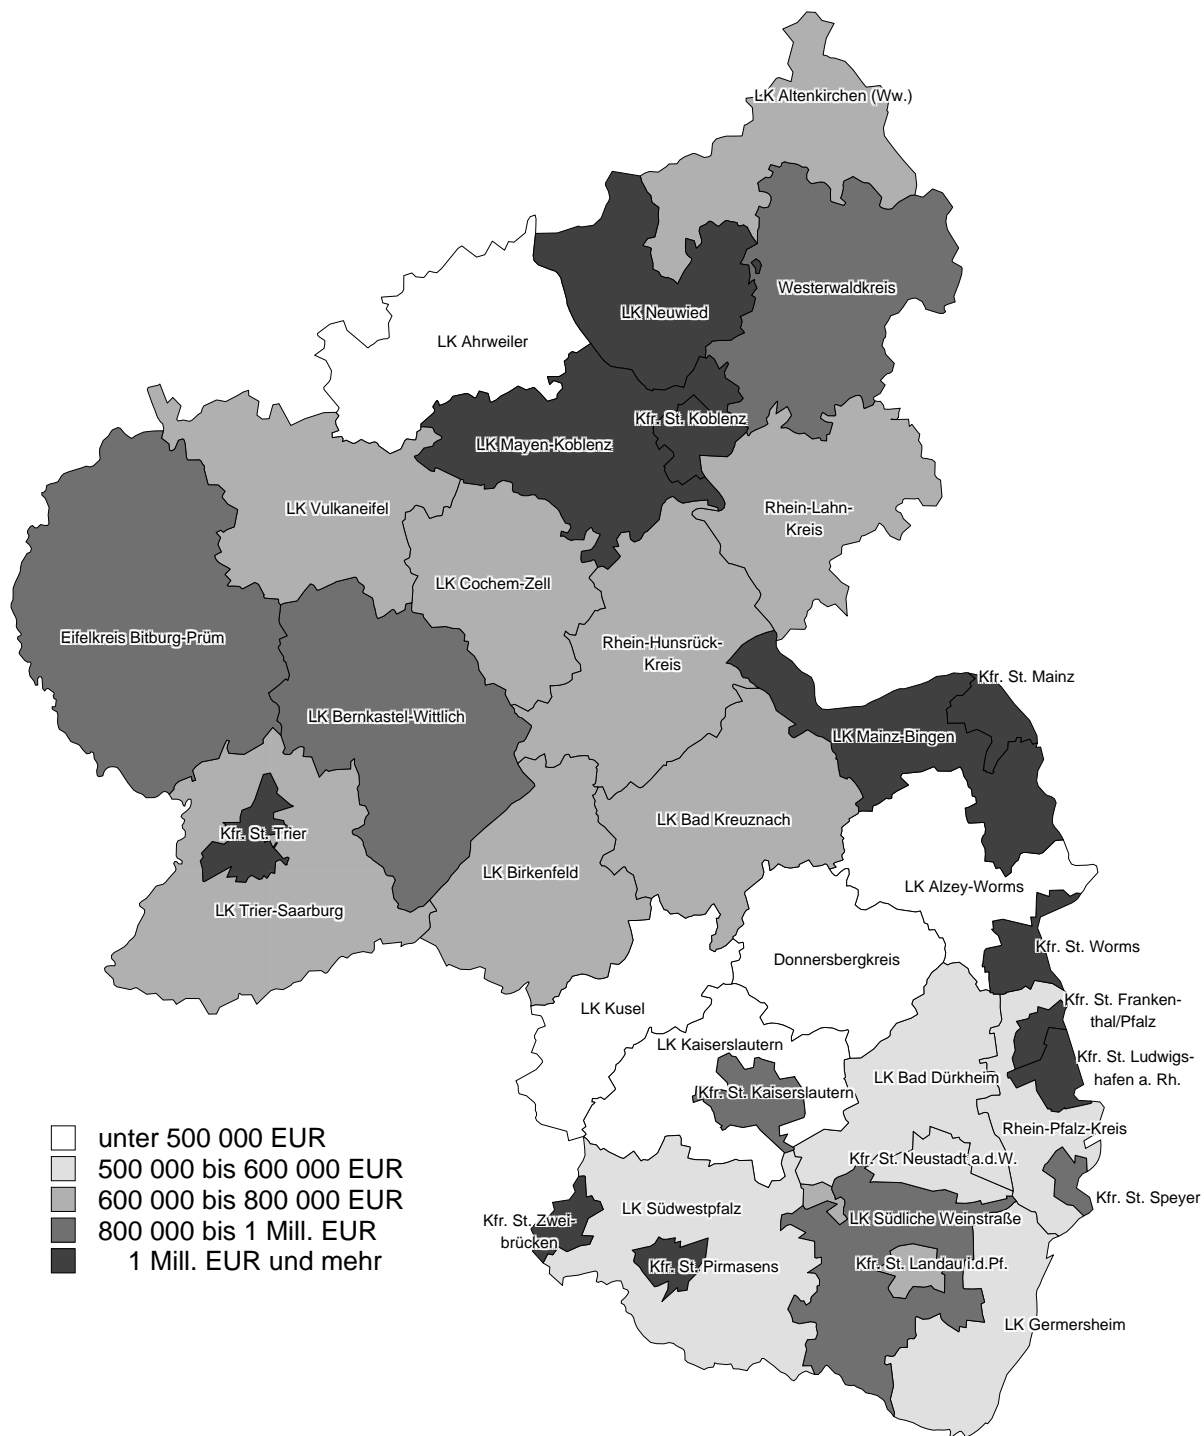 LK Altenkirchen (Ww.)
Westerwaldkreis
LK Neuwied
LK Ahrweiler
Kfr. St. Koblenz
LK Mayen-Koblenz
LK Vulkaneifel
Rhein-Lahn-
Kreis
LK Cochem-Zell
Eifelkreis Bitburg-Prüm
Rhein-Hunsrück-
Kreis
Kfr. St. Mainz
LK Bernkastel-Wittlich
LK Mainz-Bingen
LK Bad Kreuznach
Kfr. St. Trier
LK Birkenfeld
LK Alzey-Worms
LK Trier-Saarburg
Kfr. St. Worms
Donnersbergkreis
Kfr. St. Franken-
thal/Pfalz
LK Kusel
LK Kaiserslautern
Kfr. St. Ludwigs-
hafen a. Rh.
LK Bad Dürkheim
Kfr. St. Kaiserslautern
Rhein-Pfalz-Kreis
Kfr. St. Neustadt a.d.W.
Kfr. St. Speyer
LK Südwestpfalz
LK Südliche Weinstraße
Kfr. St. Zwei-
brücken
Kfr. St. Pirmasens
Kfr. St. Landau i.d.Pf.
LK Germersheim
unter 500 000 EUR
500 000 bis 600 000 EUR
600 000 bis 800 000 EUR
800 000 bis 1 Mill. EUR
1 Mill. EUR und mehr